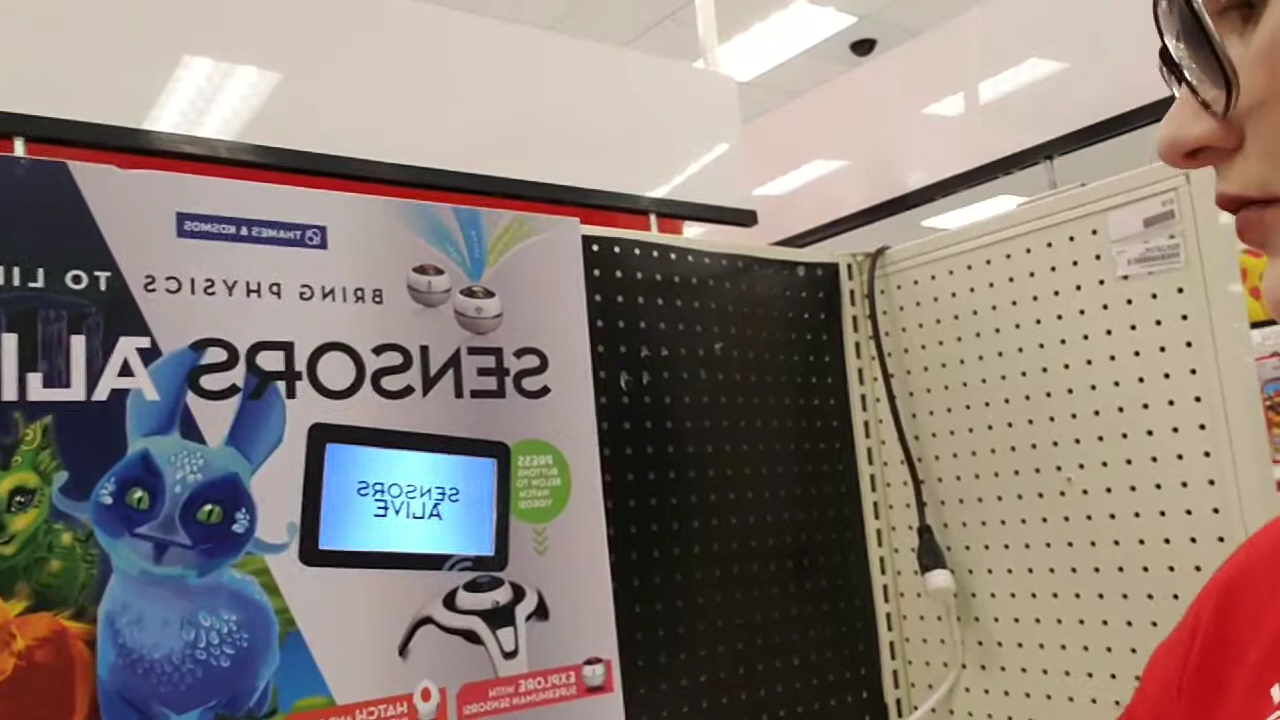 THAMES & KOSMOS
BRING PHYSICS TO LI
SENSORS ALI
SENSORS
ALIVE
PRESS
BUTTONS
BELOW TO
WATCH
VIDEOS!
EXPLORE WITH
SUPERHUMAN SENSORS!
HATCH